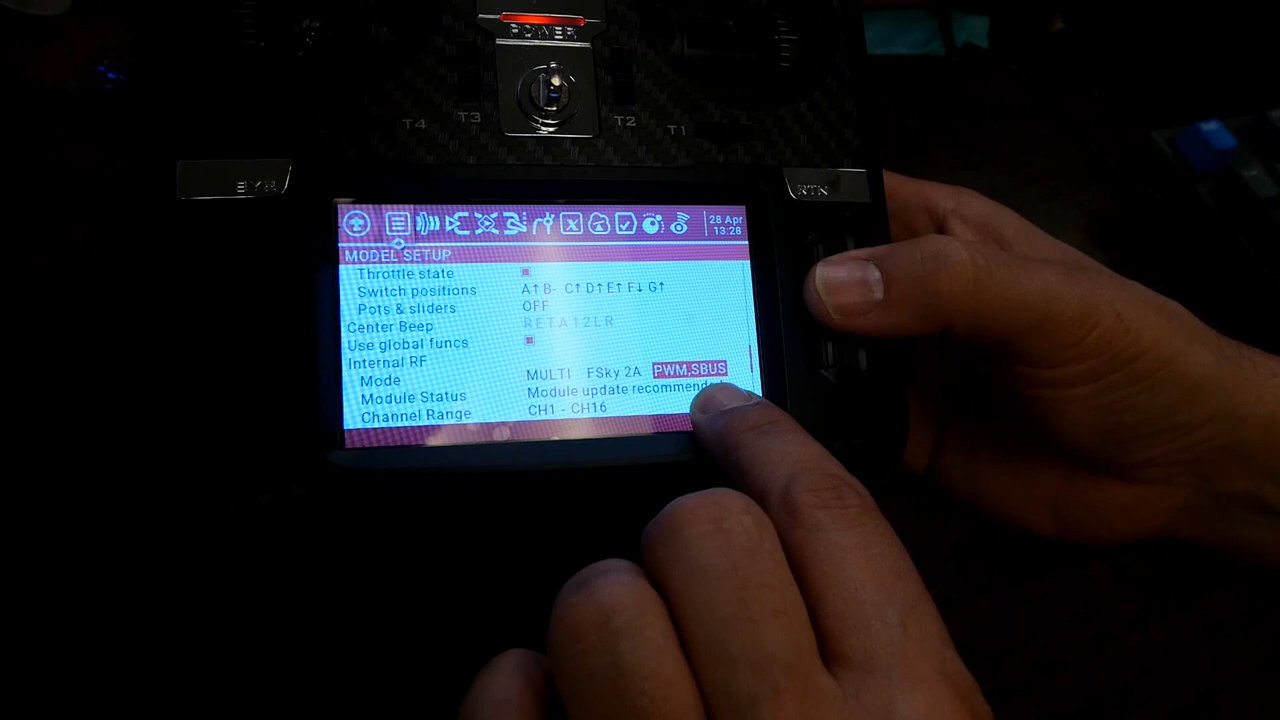 POWER
T4 T3 T2 T1
SYS RTN
28 Apr
13:28
MODEL SETUP
Throttle state
Switch positions A↑B- C↑D↑E↑F↓G↑
Pots & sliders OFF
Center Beep RETA12LR
Use global funcs
Internal RF
Mode MULTI FSky 2A PWM,SBUS
Module Status Module update recommend
Channel Range CH1 - CH16